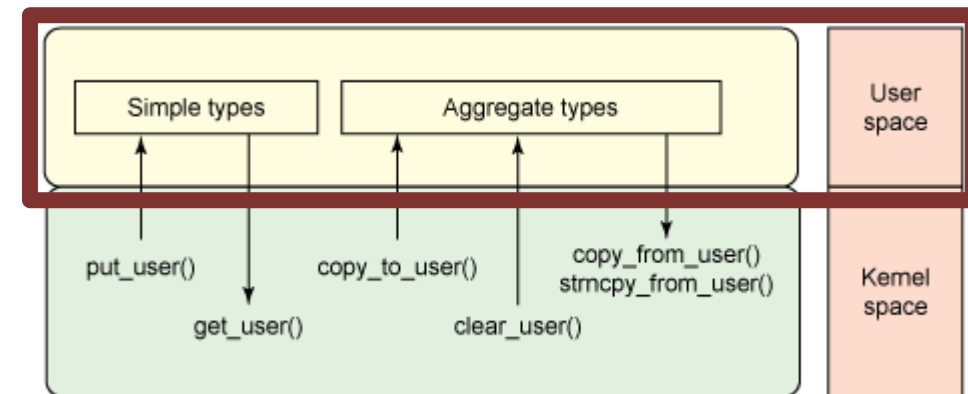 Simple types
Aggregate types
User
space
put_user()
get_user()
copy_to_user()
clear_user()
copy_from_user()
strncpy_from_user()
Kernel
space